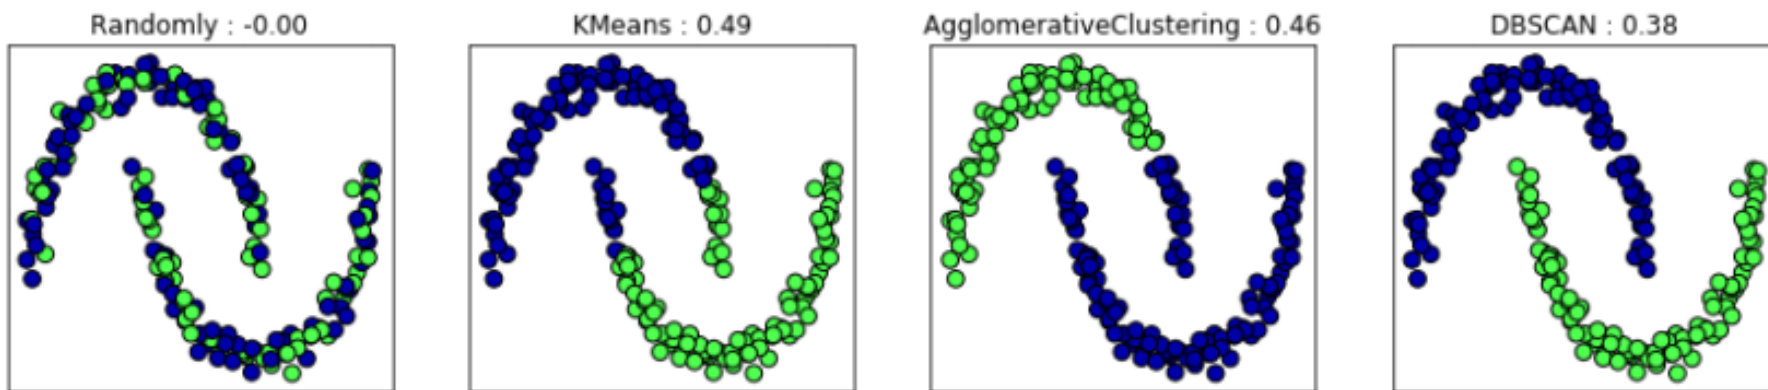 Randomly : -0.00
KMeans : 0.49
AgglomerativeClustering : 0.46
DBSCAN : 0.38